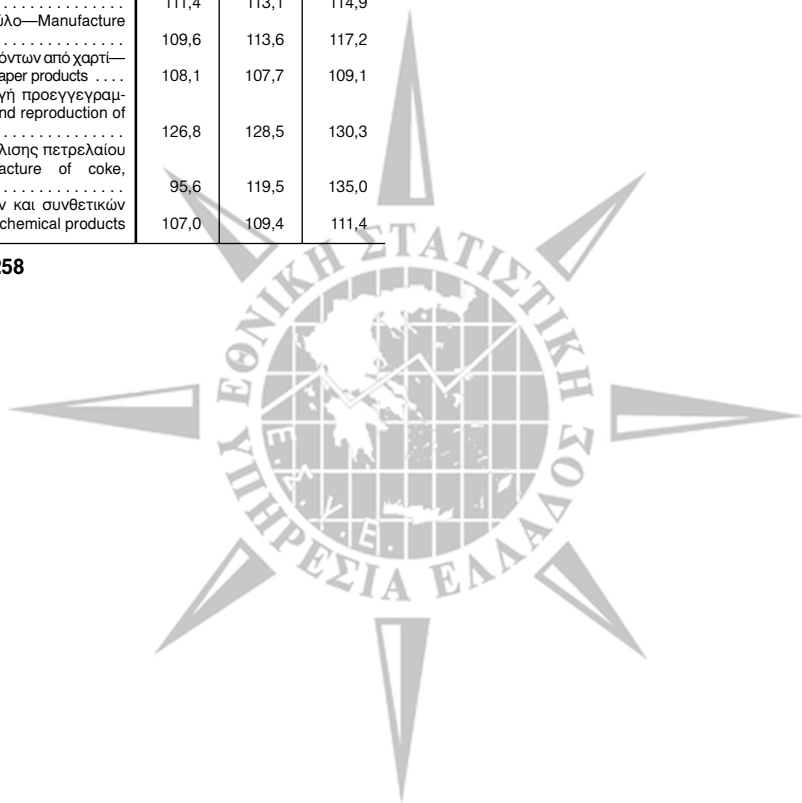 111,4 113,1 114,9
ύλο—Manufacture
109,6 113,6 117,2
όντων από χαρτί—
aper products .... 108,1 107,7 109,1
γή προεγγεγραμ-
nd reproduction of
126,8 128,5 130,3
λισης πετρελαίου
acture of coke,
95,6 119,5 135,0
ν και συνθετικών
chemical products 107,0 109,4 111,4
258
ΕΘΝΙΚΗ ΣΤΑΤΙΣΤΙΚΗ
ΥΠΗΡΕΣΙΑ ΕΛΛΑΔΟΣ
Ε.Σ.Υ.Ε.